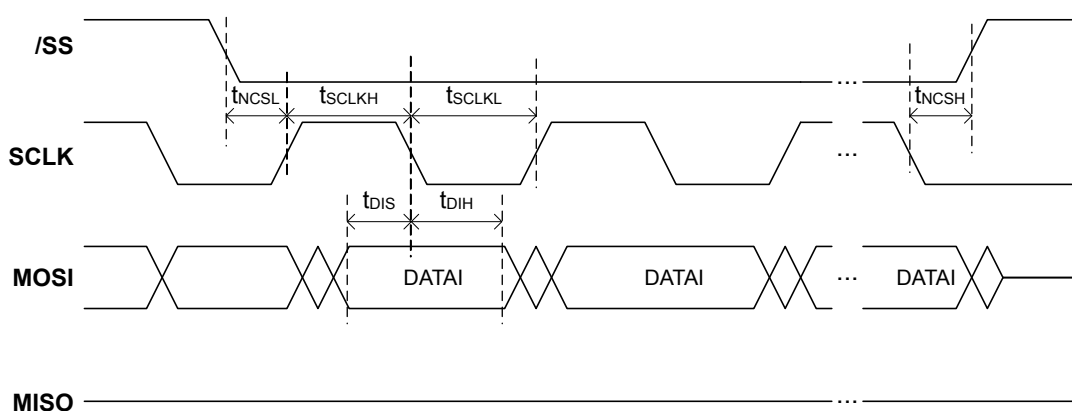 /SS
...
tNCSL tSCLKH tSCLKL tNCSH
SCLK
...
tDIS tDIH
MOSI
DATAI DATAI ... DATAI
MISO
...